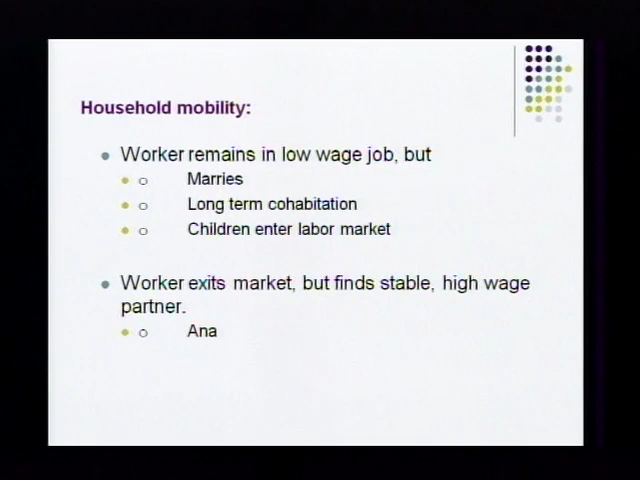 Household mobility:
Worker remains in low wage job, but
o Marries
o Long term cohabitation
o Children enter labor market
Worker exits market, but finds stable, high wage
partner.
o Ana